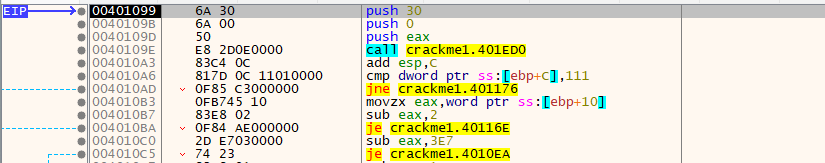 EIP 00401099 6A 30 push 30
0040109B 6A 00 push 0
0040109D 50 push eax
0040109E E8 2D0E0000 call crackme1.401ED0
004010A3 83C4 0C add esp,C
004010A6 817D 0C 11010000 cmp dword ptr ss:[ebp+C],111
004010AD 0F85 C3000000 jne crackme1.401176
004010B3 0FB745 10 movzx eax,word ptr ss:[ebp+10]
004010B7 83E8 02 sub eax,2
004010BA 0F84 AE000000 je crackme1.40116E
004010C0 2D E7030000 sub eax,3E7
004010C5 74 23 je crackme1.4010EA